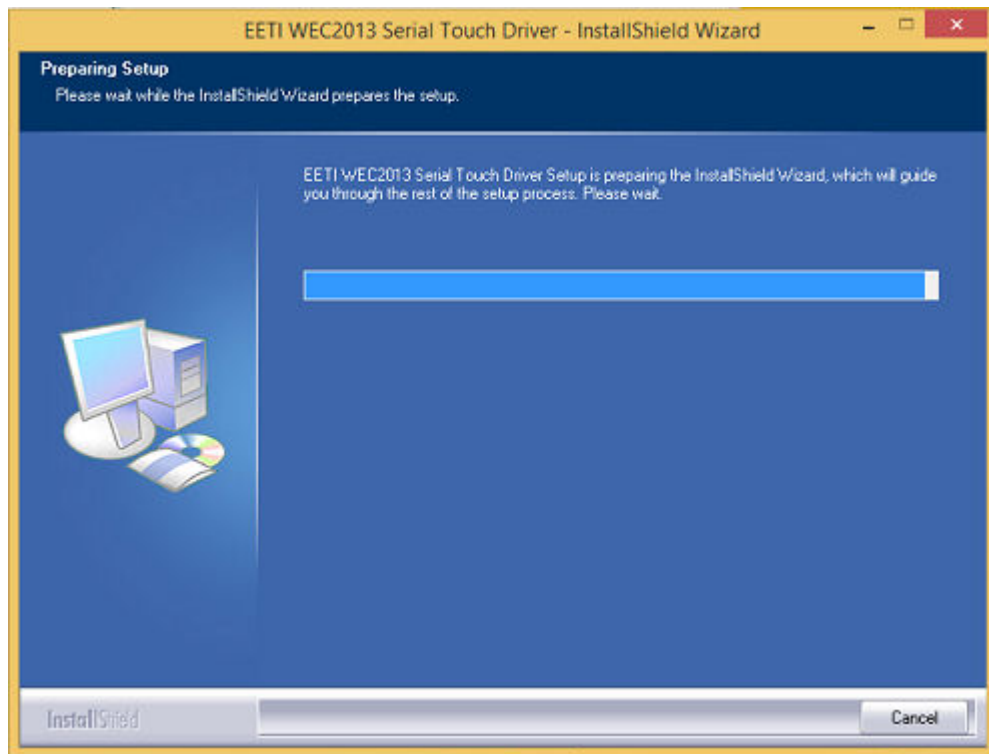 EETI WEC2013 Serial Touch Driver - InstallShield Wizard
Preparing Setup
Please wait while the InstallShield Wizard prepares the setup.
EETI WEC2013 Serial Touch Driver Setup is preparing the InstallShield Wizard, which will guide
you through the rest of the setup process. Please wait.
InstallShield
Cancel